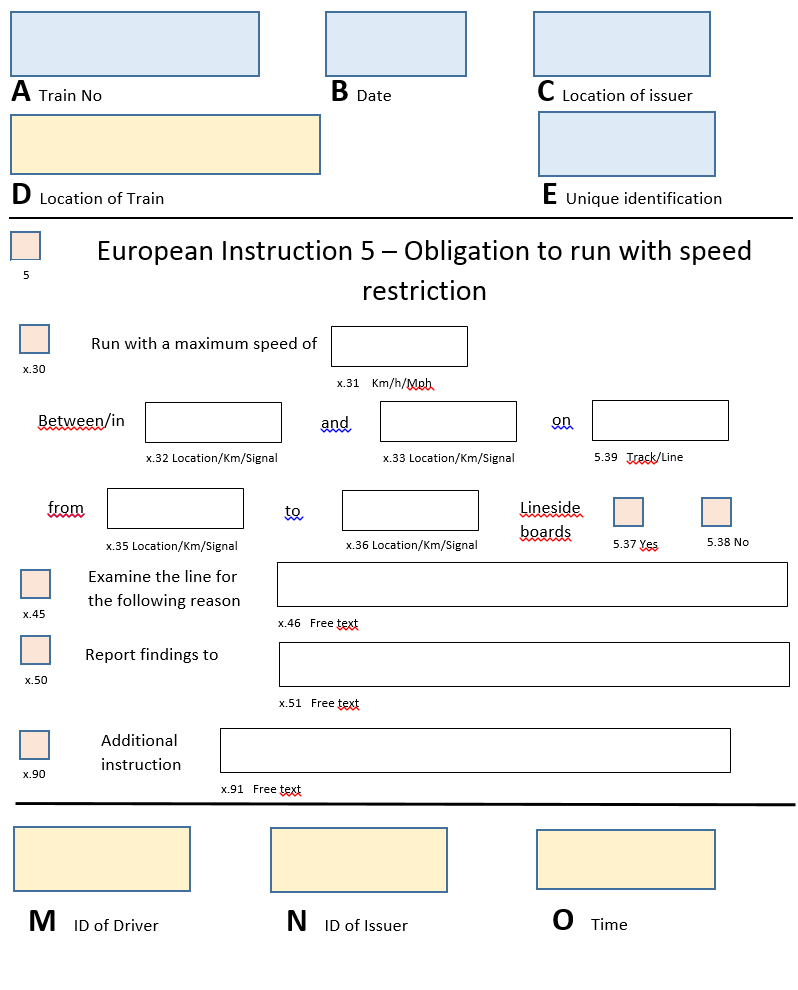 A Train No
B Date
C Location of issuer
D Location of Train
E Unique identification
5
European Instruction 5 – Obligation to run with speed
restriction
x.30
Run with a maximum speed of
x.31 Km/h/Mph
Between/in
and
on
x.32 Location/Km/Signal
x.33 Location/Km/Signal
5.39 Track/Line
from
to
Lineside
boards
x.35 Location/Km/Signal
x.36 Location/Km/Signal
5.37 Yes
5.38 No
Examine the line for
the following reason
x.45
x.46 Free text
Report findings to
x.50
x.51 Free text
Additional
instruction
x.90
x.91 Free text
M ID of Driver
N ID of Issuer
O Time